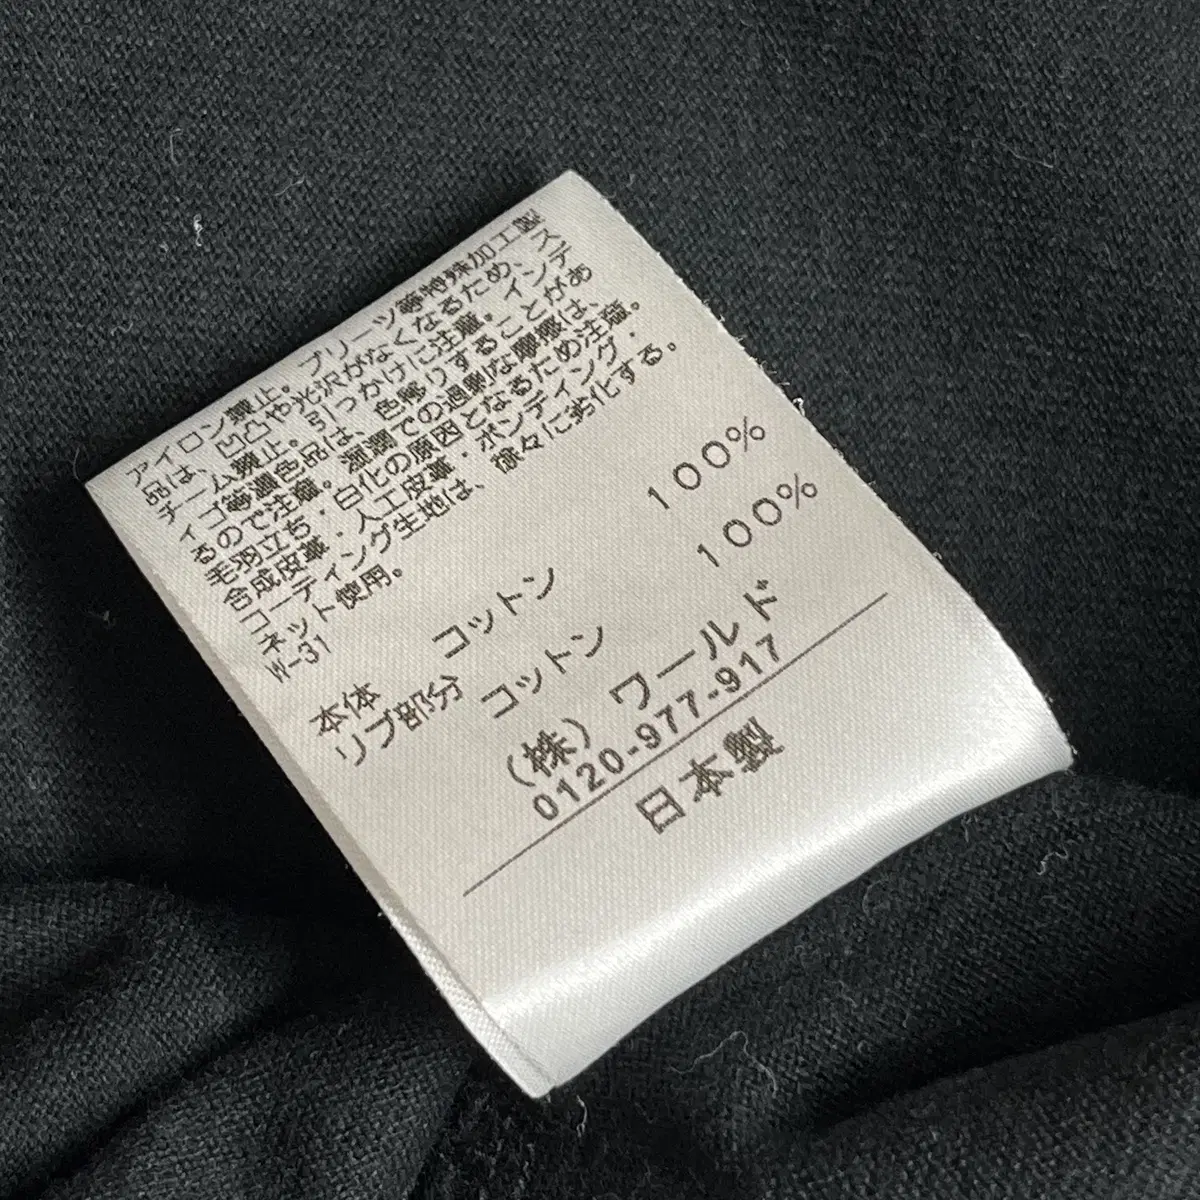 アイロン禁止。プリーツ等特殊加工製
品は、凹凸や光沢がなくなるため、ス
チーム禁止。引っかけに注意。インデ
ィゴ等濃色品は、色移りすることがあ
るので注意。湿潤での過剰な摩擦は、
毛羽立ち・白化の原因となるため注意。
合成皮革・人工皮革・ボンディング・
コーティング生地は、徐々に劣化する。
ネット使用。
W-31
本体 コットン 100%
リブ部分 コットン 100%
(株) ワールド
0120-977-917
日本製